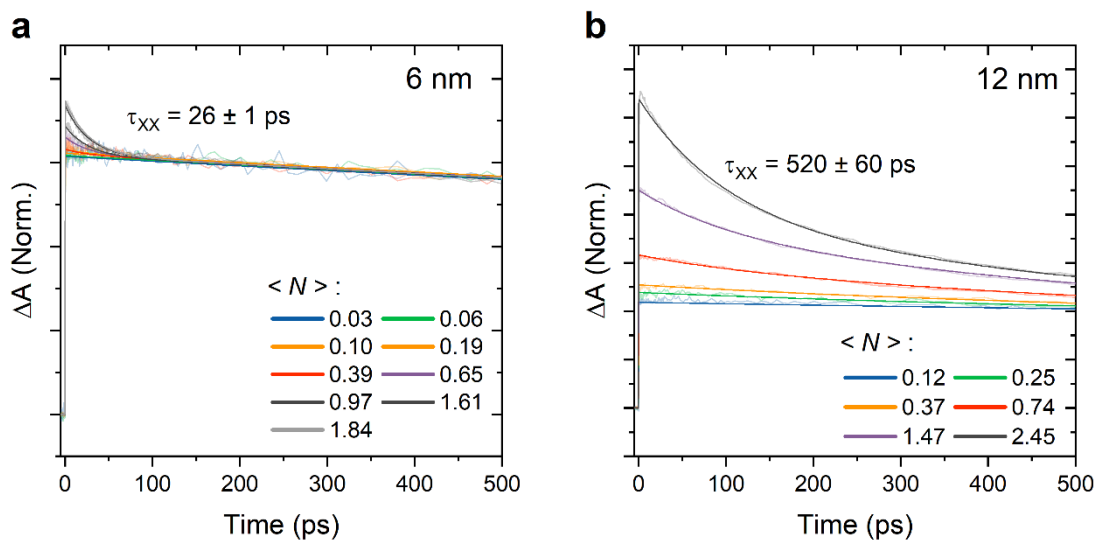 a
6 nm
τXX = 26 ± 1 ps
ΔA (Norm.)
< N > :
0.03 0.06
0.10 0.19
0.39 0.65
0.97 1.61
1.84
0 100 200 300 400 500
Time (ps)
b
12 nm
τXX = 520 ± 60 ps
ΔA (Norm.)
< N > :
0.12 0.25
0.37 0.74
1.47 2.45
0 100 200 300 400 500
Time (ps)